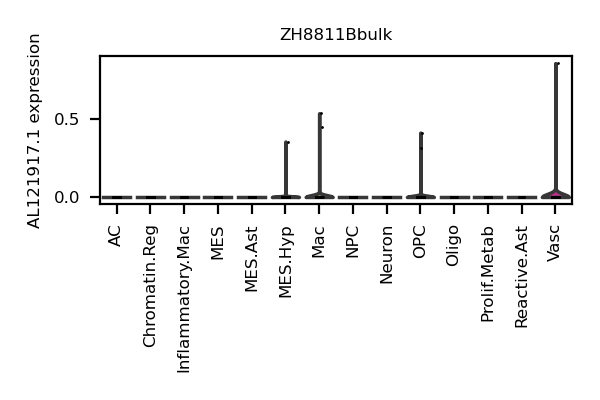 ZH8811Bbulk
AL121917.1 expression
0.5
0.0
AC
Chromatin.Reg
Inflammatory.Mac
MES
MES.Ast
MES.Hyp
Mac
NPC
Neuron
OPC
Oligo
Prolif.Metab
Reactive.Ast
Vasc